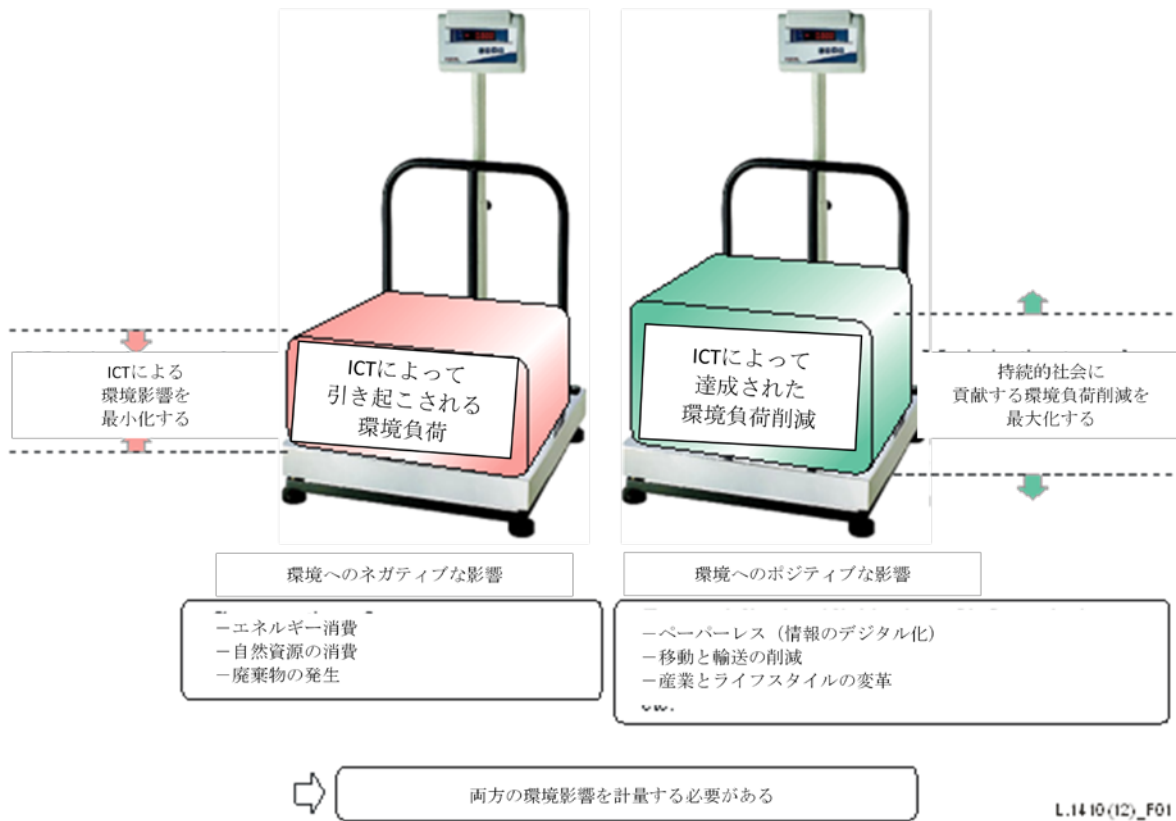 ICTによって
引き起こされる
環境負荷
ICTによって
達成された
環境負荷削減
ICTによる
環境影響を
最小化する
持続的社会に
貢献する環境負荷削減を
最大化する
環境へのネガティブな影響
環境へのポジティブな影響
－エネルギー消費
－自然資源の消費
－廃棄物の発生
－ペーパーレス（情報のデジタル化）
－移動と輸送の削減
－産業とライフスタイルの変革
両方の環境影響を計量する必要がある
L.1410(12)_F01